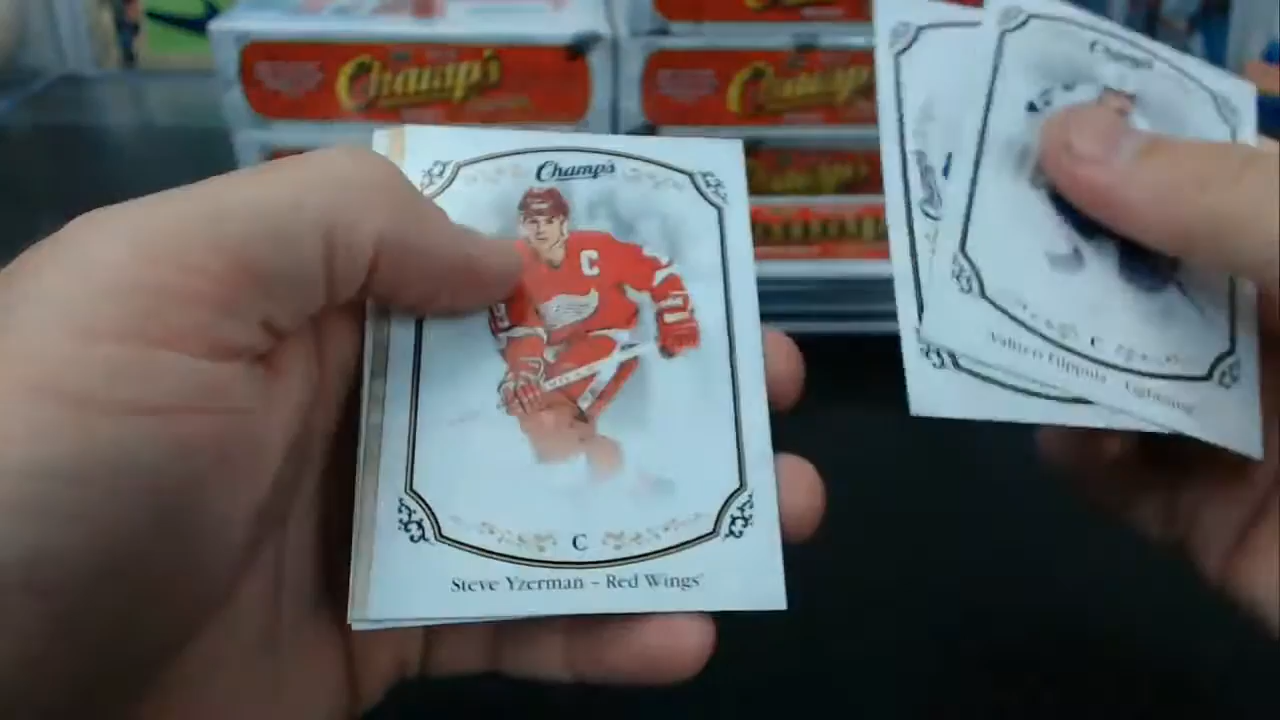 Champ's
Champ's
Champ's
C
C
Steve Yzerman – Red Wings
Champ's
C
Valtteri Filppula - Lightning